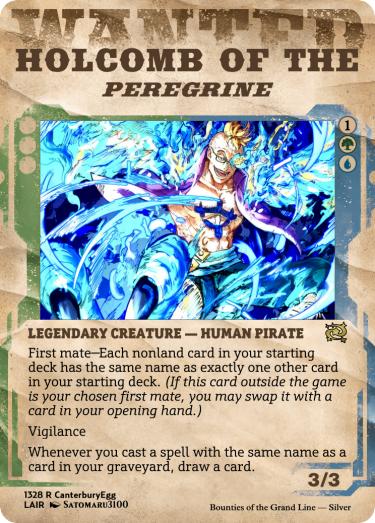 WANTED
HOLCOMB OF THE
PEREGRINE
1
LEGENDARY CREATURE — HUMAN PIRATE
First mate—Each nonland card in your starting
deck has the same name as exactly one other card
in your starting deck. (If this card outside the game
is your chosen first mate, you may swap it with a
card in your opening hand.)
Vigilance
Whenever you cast a spell with the same name as a
card in your graveyard, draw a card.
3/3
1328 R CanterburyEgg
LAIR Satomaru3100
Bounties of the Grand Line — Silver